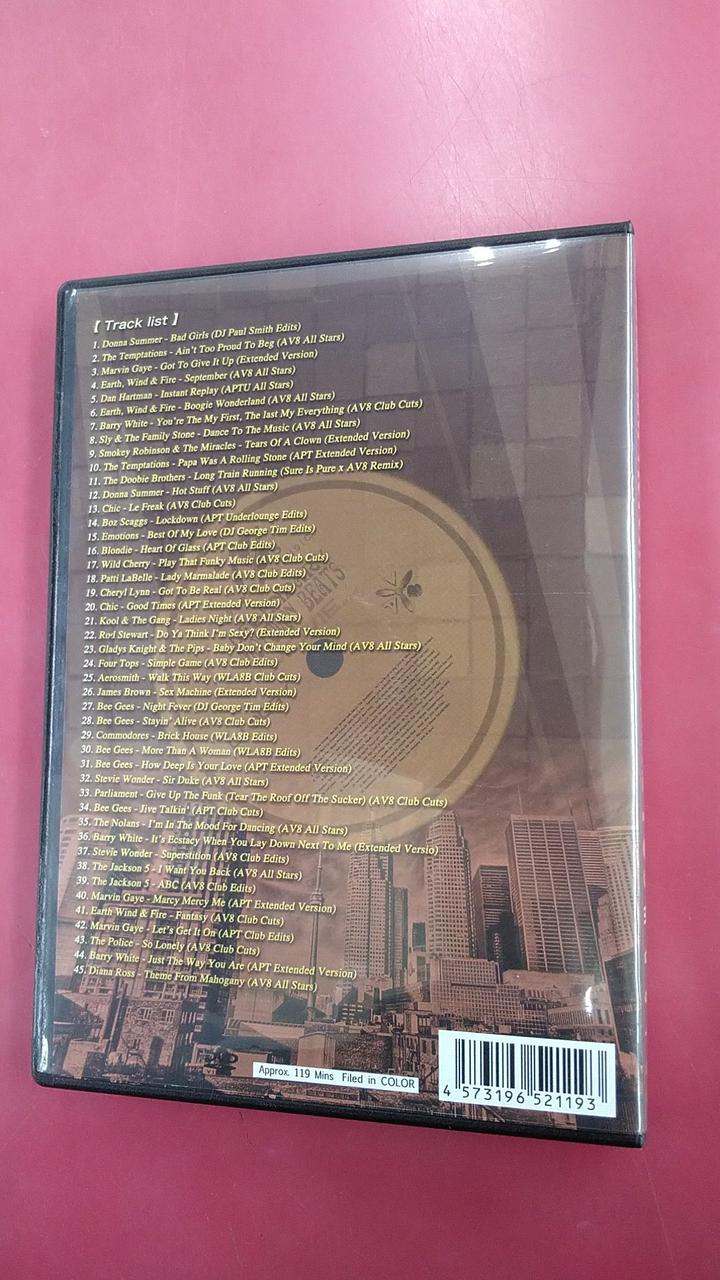 【 Track list 】
1. Donna Summer - Bad Girls (DJ Paul Smith Edits)
2. The Temptations - Ain't Too Proud To Beg (AV8 All Stars)
3. Marvin Gaye - Got To Give It Up (Extended Version)
4. Earth, Wind & Fire - September (AV8 All Stars)
5. Dan Hartman - Instant Replay (APTU All Stars)
6. Earth, Wind & Fire - Boogie Wonderland (AV8 All Stars)
7. Barry White - You're The My First, The last My Everything (AV8 Club Cuts)
8. Sly & The Family Stone - Dance To The Music (AV8 All Stars)
9. Smokey Robinson & The Miracles - Tears Of A Clown (Extended Version)
10. The Temptations - Papa Was A Rolling Stone (APT Extended Version)
11. The Doobie Brothers - Long Train Running (Sure Is Pure x AV8 Remix)
12. Donna Summer - Hot Stuff (AV8 All Stars)
13. Chic - Le Freak (AV8 Club Cuts)
14. Boz Scaggs - Lockdown (APT Underlounge Edits)
15. Emotions - Best Of My Love (DJ George Tim Edits)
16. Blondie - Heart Of Glass (APT Club Edits)
17. Wild Cherry - Play That Funky Music (AV8 Club Cuts)
18. Patti LaBelle - Lady Marmalade (AV8 Club Edits)
19. Cheryl Lynn - Got To Be Real (AV8 Club Cuts)
20. Chic - Good Times (APT Extended Version)
21. Kool & The Gang - Ladies Night (AV8 All Stars)
22. Rod Stewart - Do Ya Think I'm Sexy? (Extended Version)
23. Gladys Knight & The Pips - Baby Don't Change Your Mind (AV8 All Stars)
24. Four Tops - Simple Game (AV8 Club Edits)
25. Aerosmith - Walk This Way (WLA8B Club Cuts)
26. James Brown - Sex Machine (Extended Version)
27. Bee Gees - Night Fever (DJ George Tim Edits)
28. Bee Gees - Stayin' Alive (AV8 Club Cuts)
29. Commodores - Brick House (WLA8B Edits)
30. Bee Gees - More Than A Woman (WLA8B Edits)
31. Bee Gees - How Deep Is Your Love (APT Extended Version)
32. Stevie Wonder - Sir Duke (AV8 All Stars)
33. Parliament - Give Up The Funk (Tear The Roof Off The Sucker) (AV8 Club Cuts)
34. Bee Gees - Jive Talkin' (APT Club Cuts)
35. The Nolans - I'm In The Mood For Dancing (AV8 All Stars)
36. Barry White - It's Ecstacy When You Lay Down Next To Me (Extended Versio)
37. Stevie Wonder - Superstition (AV8 Club Edits)
38. The Jackson 5 - I Want You Back (AV8 All Stars)
39. The Jackson 5 - ABC (AV8 Club Edits)
40. Marvin Gaye - Marcy Mercy Me (APT Extended Version)
41. Earth Wind & Fire - Fantasy (AV8 Club Cuts)
42. Marvin Gaye - Let's Get It On (APT Club Edits)
43. The Police - So Lonely (AV8 Club Cuts)
44. Barry White - Just The Way You Are (APT Extended Version)
45. Diana Ross - Theme From Mahogany (AV8 All Stars)
BEATS
Approx. 119 Mins Filed in COLOR
4 573196 521193